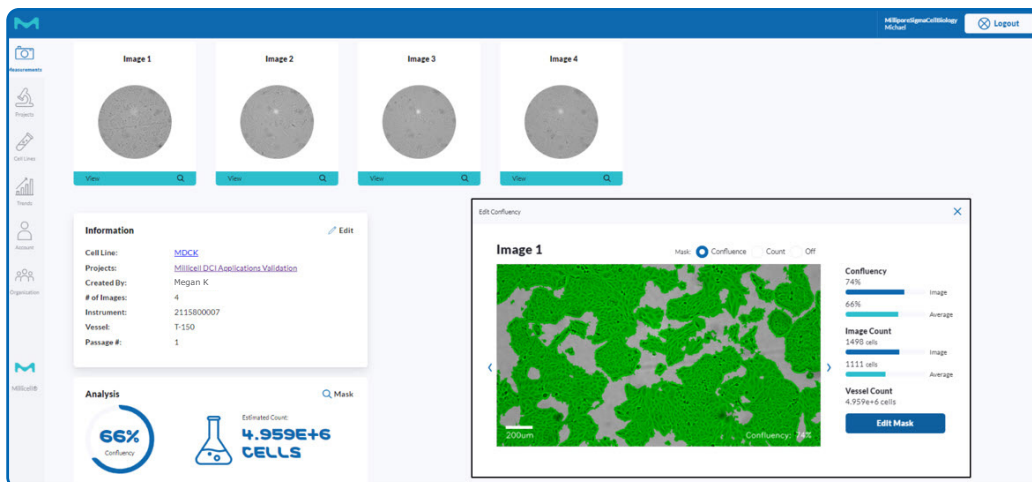 MilliporeSigmaCellBiology
Michael
Logout
Measurements
Projects
Cell Lines
Trends
Account
Organization
Millicell®
Image 1
Image 2
Image 3
Image 4
View
View
View
View
Information
Edit
Cell Line: MDCK
Projects: Millicell DCI Applications Validation
Created By: Megan K
# of Images: 4
Instrument: 2115800007
Vessel: T-150
Passage #: 1
Analysis
Mask
66%
Confluency
Estimated Count:
4.959E+6
CELLS
Edit Confluency
Image 1
Mask: Confluence Count Off
200um
Confluency: 74%
Confluency
74%
Image
66%
Average
Image Count
1498 cells
Image
1111 cells
Average
Vessel Count
4.959e+6 cells
Edit Mask